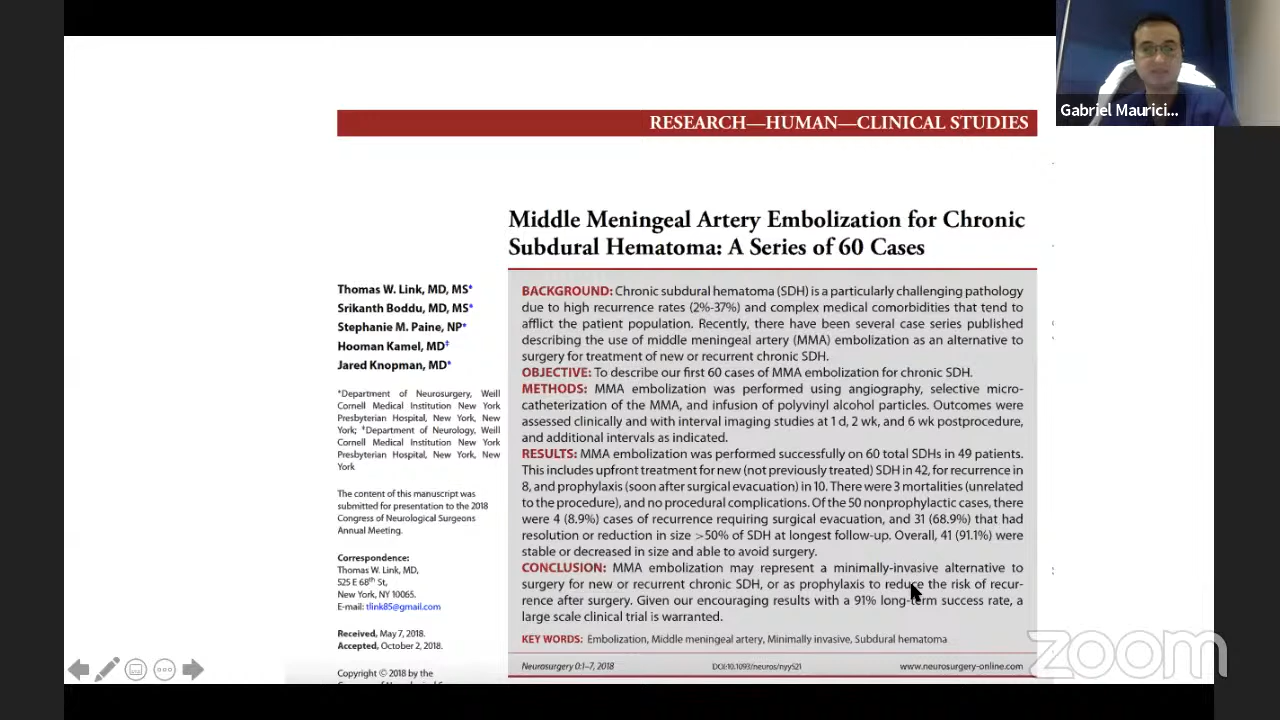 Gabriel Maurici...
RESEARCH—HUMAN—CLINICAL STUDIES
Middle Meningeal Artery Embolization for Chronic
Subdural Hematoma: A Series of 60 Cases
Thomas W. Link, MD, MS*
Srikanth Boddu, MD, MS*
Stephanie M. Paine, NP*
Hooman Kamel, MD‡
Jared Knopman, MD*
*Department of Neurosurgery, Weill
Cornell Medical Institution New York
Presbyterian Hospital, New York, New
York; ‡Department of Neurology, Weill
Cornell Medical Institution New York
Presbyterian Hospital, New York, New
York
The content of this manuscript was
submitted for presentation to the 2018
Congress of Neurological Surgeons
Annual Meeting.
Correspondence:
Thomas W. Link, MD,
525 E 68th St,
New York, NY 10065.
E-mail: tlink85@gmail.com
Received, May 7, 2018.
Accepted, October 2, 2018.
Copyright © 2018 by the
BACKGROUND: Chronic subdural hematoma (SDH) is a particularly challenging pathology
due to high recurrence rates (2%-37%) and complex medical comorbidities that tend to
afflict the patient population. Recently, there have been several case series published
describing the use of middle meningeal artery (MMA) embolization as an alternative to
surgery for treatment of new or recurrent chronic SDH.
OBJECTIVE: To describe our first 60 cases of MMA embolization for chronic SDH.
METHODS: MMA embolization was performed using angiography, selective micro-
catheterization of the MMA, and infusion of polyvinyl alcohol particles. Outcomes were
assessed clinically and with interval imaging studies at 1 d, 2 wk, and 6 wk postprocedure,
and additional intervals as indicated.
RESULTS: MMA embolization was performed successfully on 60 total SDHs in 49 patients.
This includes upfront treatment for new (not previously treated) SDH in 42, for recurrence in
8, and prophylaxis (soon after surgical evacuation) in 10. There were 3 mortalities (unrelated
to the procedure), and no procedural complications. Of the 50 nonprophylactic cases, there
were 4 (8.9%) cases of recurrence requiring surgical evacuation, and 31 (68.9%) that had
resolution or reduction in size >50% of SDH at longest follow-up. Overall, 41 (91.1%) were
stable or decreased in size and able to avoid surgery.
CONCLUSION: MMA embolization may represent a minimally-invasive alternative to
surgery for new or recurrent chronic SDH, or as prophylaxis to reduce the risk of recur-
rence after surgery. Given our encouraging results with a 91% long-term success rate, a
large scale clinical trial is warranted.
KEY WORDS: Embolization, Middle meningeal artery, Minimally invasive, Subdural hematoma
Neurosurgery 0:1–7, 2018
DOI:10.1093/neuros/nyy521
www.neurosurgery-online.com
zoom